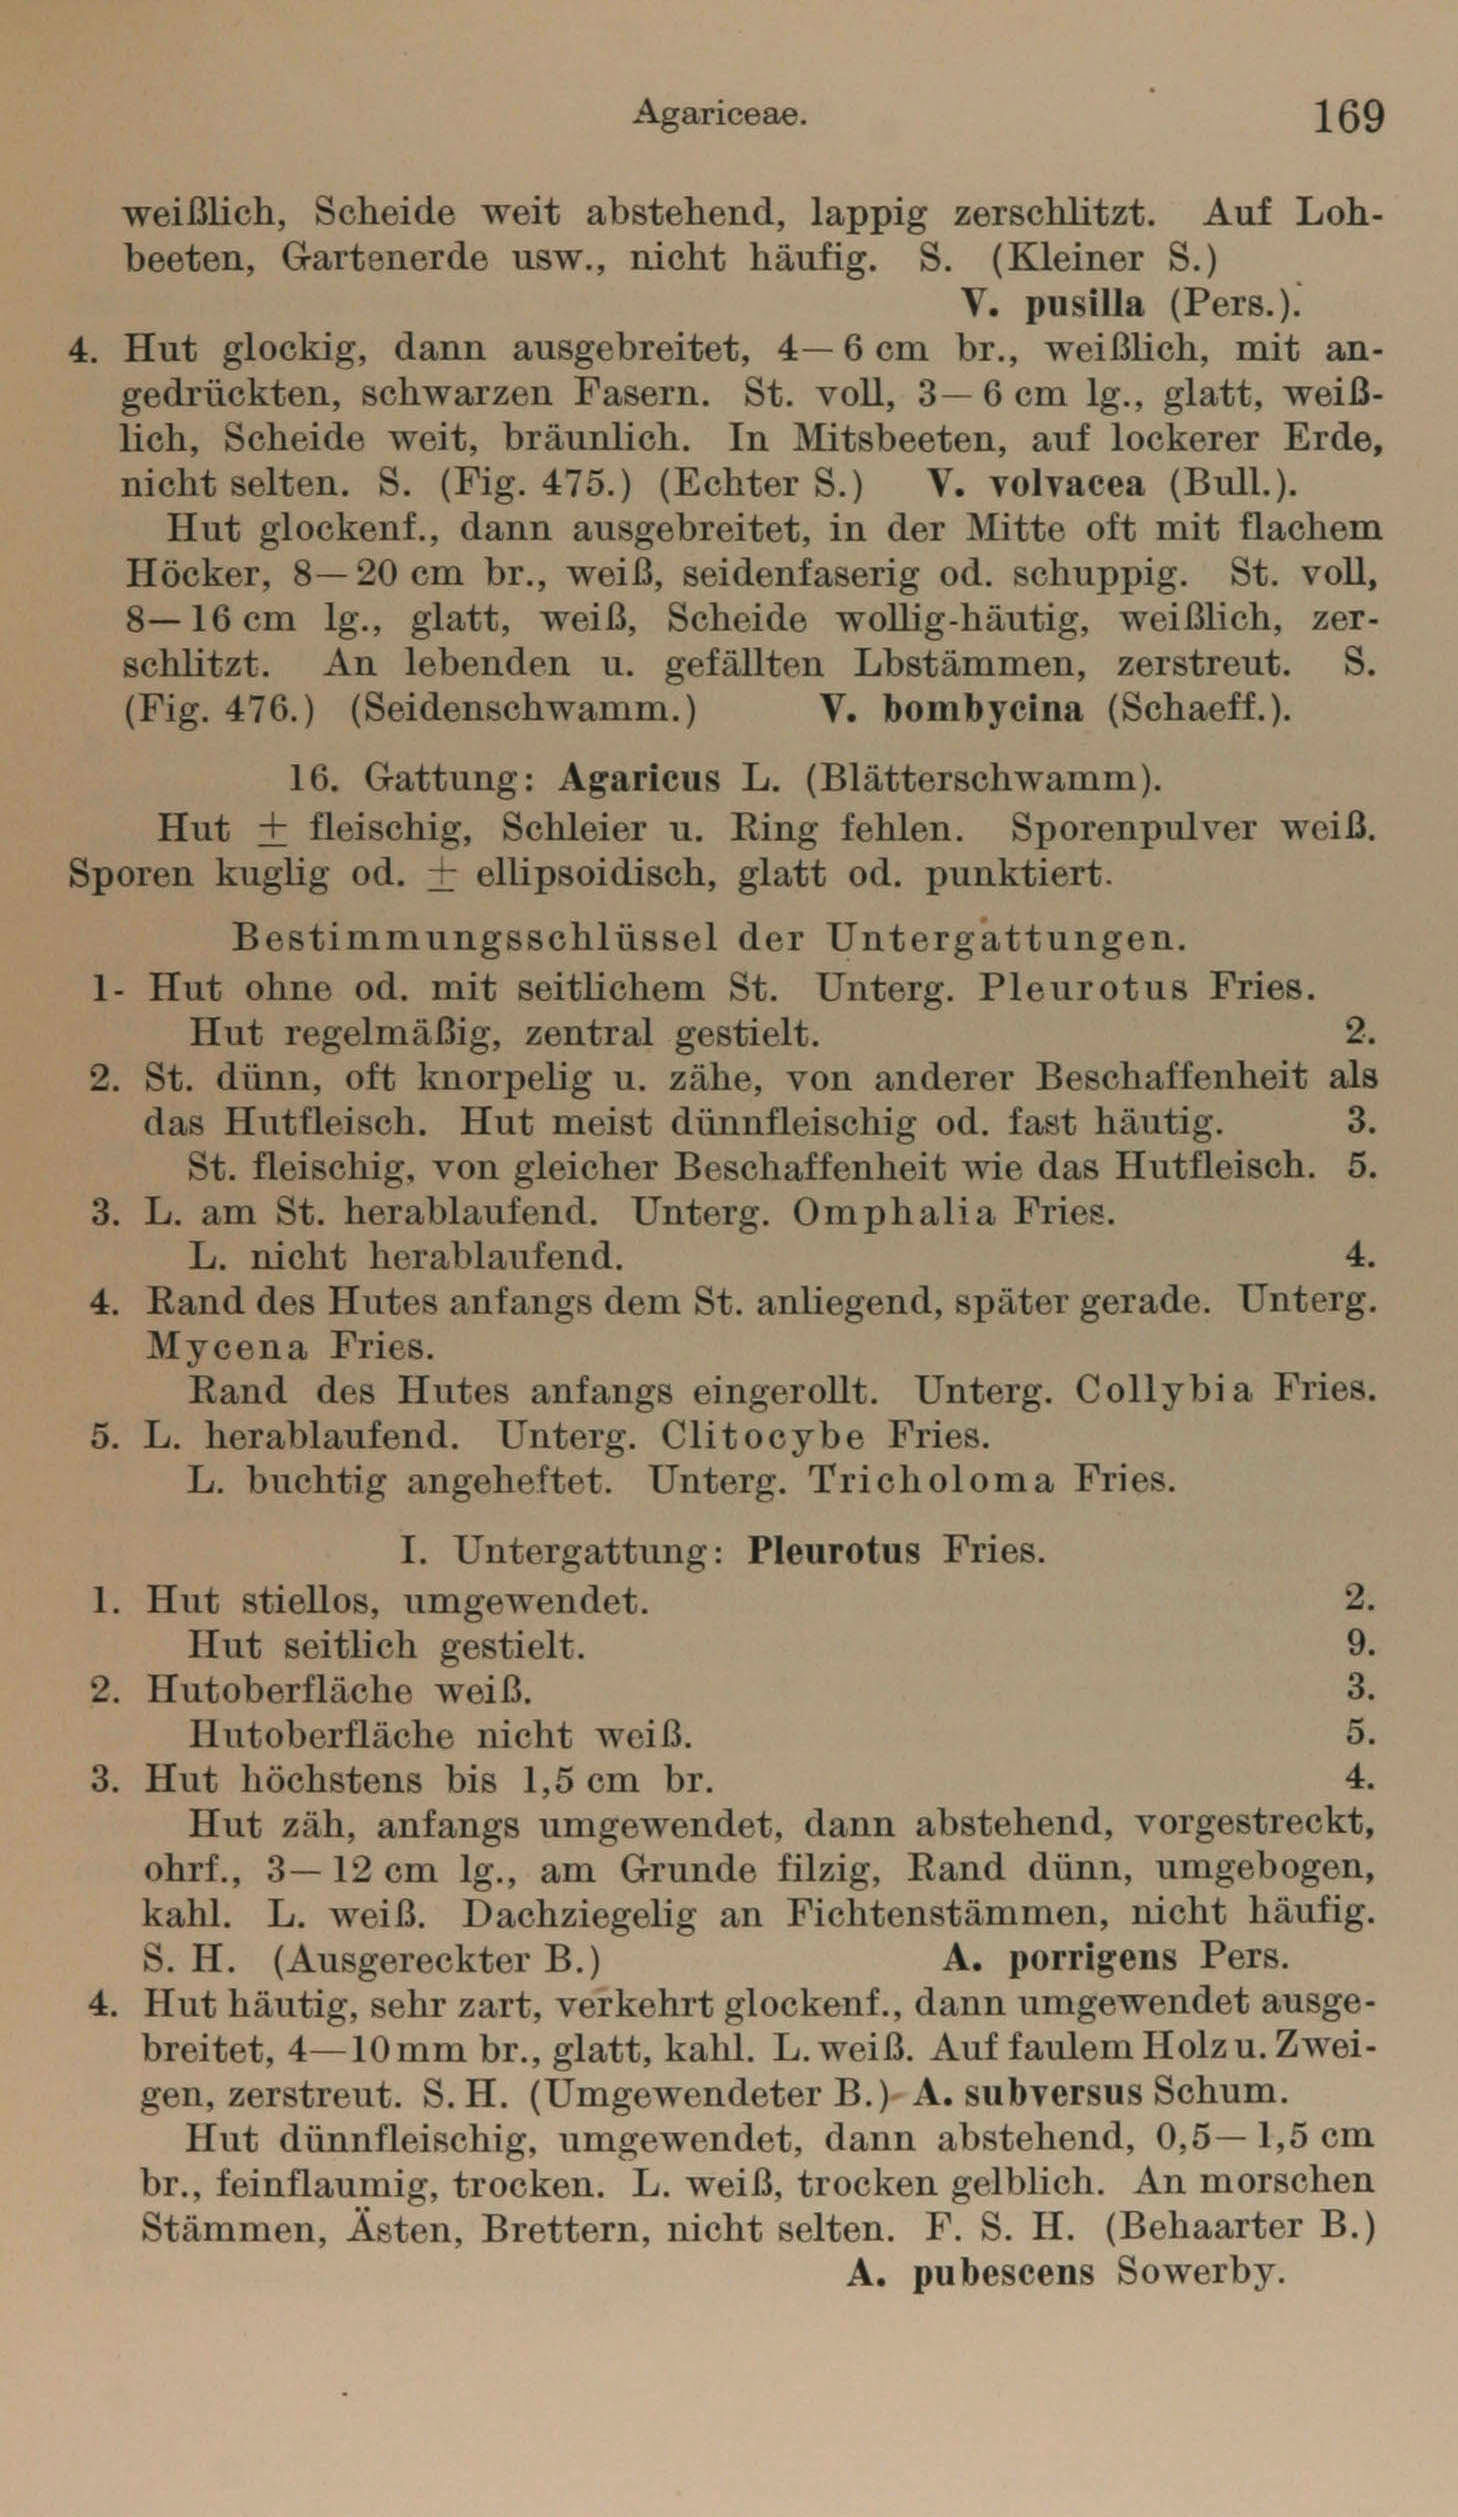 Agariceae. 169
weißlich, Scheide weit abstehend, lappig zerschlitzt. Auf Loh-
beeten, Gartenerde usw., nicht häufig. S. (Kleiner S.)
V. pusilla (Pers.).
4. Hut glockig, dann ausgebreitet, 4—6 cm br., weißlich, mit an-
gedrückten, schwarzen Fasern. St. voll, 3—6 cm lg., glatt, weiß-
lich, Scheide weit, bräunlich. In Mitsbeeten, auf lockerer Erde,
nicht selten. S. (Fig. 475.) (Echter S.) V. volvacea (Bull.).
Hut glockenf., dann ausgebreitet, in der Mitte oft mit flachem
Höcker, 8—20 cm br., weiß, seidenfaserig od. schuppig. St. voll,
8—16 cm lg., glatt, weiß, Scheide wollig-häutig, weißlich, zer-
schlitzt. An lebenden u. gefällten Lbstämmen, zerstreut. S.
(Fig. 476.) (Seidenschwamm.) V. bombycina (Schaeff.).
16. Gattung: Agaricus L. (Blätterschwamm).
Hut ± fleischig, Schleier u. Ring fehlen. Sporenpulver weiß.
Sporen kuglig od. ± ellipsoidisch, glatt od. punktiert.
Bestimmungsschlüssel der Untergattungen.
1- Hut ohne od. mit seitlichem St. Unterg. Pleurotus Fries.
Hut regelmäßig, zentral gestielt. 2.
2. St. dünn, oft knorpelig u. zähe, von anderer Beschaffenheit als
das Hutfleisch. Hut meist dünnfleischig od. fast häutig. 3.
St. fleischig, von gleicher Beschaffenheit wie das Hutfleisch. 5.
3. L. am St. herablaufend. Unterg. Omphalia Fries.
L. nicht herablaufend. 4.
4. Rand des Hutes anfangs dem St. anliegend, später gerade. Unterg.
Mycena Fries.
Rand des Hutes anfangs eingerollt. Unterg. Collybia Fries.
5. L. herablaufend. Unterg. Clitocybe Fries.
L. buchtig angeheftet. Unterg. Tricholoma Fries.
I. Untergattung: Pleurotus Fries.
1. Hut stiellos, umgewendet. 2.
Hut seitlich gestielt. 9.
2. Hutoberfläche weiß. 3.
Hutoberfläche nicht weiß. 5.
3. Hut höchstens bis 1,5 cm br. 4.
Hut zäh, anfangs umgewendet, dann abstehend, vorgestreckt,
ohrf., 3—12 cm lg., am Grunde filzig, Rand dünn, umgebogen,
kahl. L. weiß. Dachziegelig an Fichtenstämmen, nicht häufig.
S. H. (Ausgereckter B.) A. porrigens Pers.
4. Hut häutig, sehr zart, verkehrt glockenf., dann umgewendet ausge-
breitet, 4—10 mm br., glatt, kahl. L. weiß. Auf faulem Holz u. Zwei-
gen, zerstreut. S. H. (Umgewendeter B.) A. subversus Schum.
Hut dünnfleischig, umgewendet, dann abstehend, 0,5—1,5 cm
br., feinflaumig, trocken. L. weiß, trocken gelblich. An morschen
Stämmen, Ästen, Brettern, nicht selten. F. S. H. (Behaarter B.)
A. pubescens Sowerby.